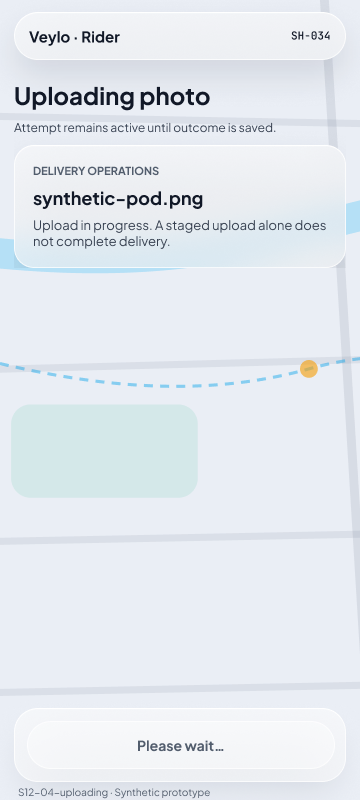 Veylo · Rider
SH-034
Uploading photo
Attempt remains active until outcome is saved.
DELIVERY OPERATIONS
synthetic-pod.png
Upload in progress. A staged upload alone does
not complete delivery.
Please wait…
S12-04-uploading · Synthetic prototype